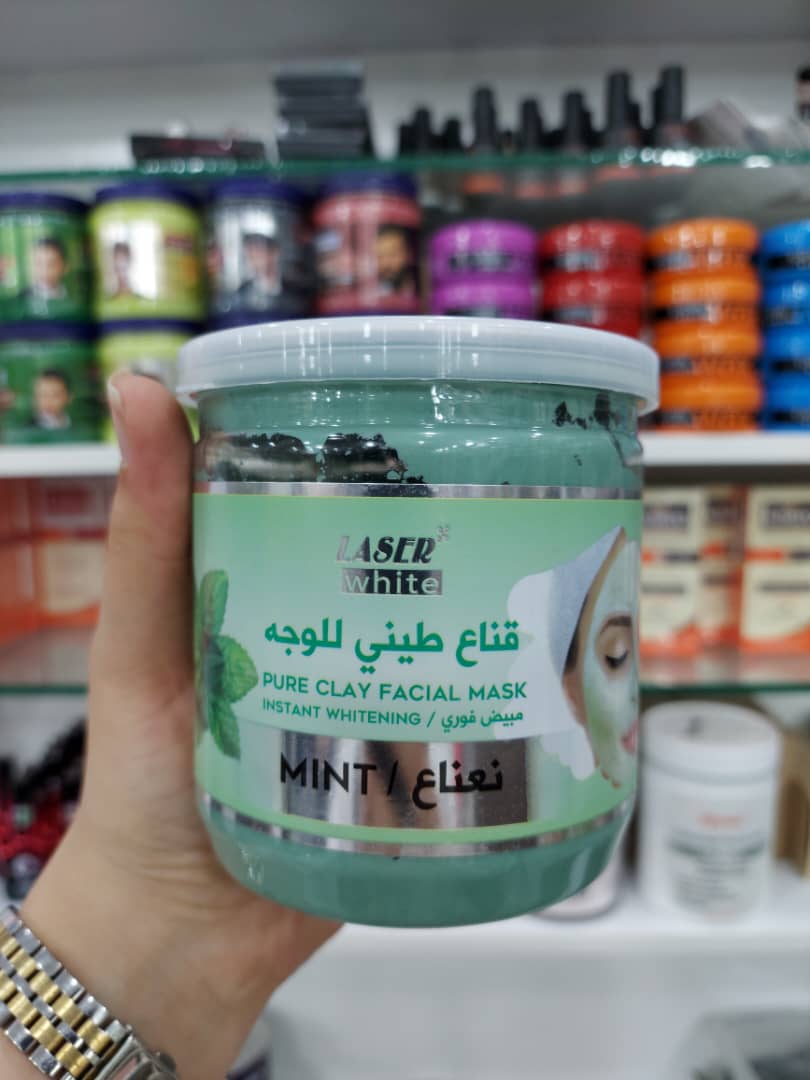 LASER
white
قناع طيني للوجه
PURE CLAY FACIAL MASK
INSTANT WHITENING / مبيض فوري
MINT / نعناع